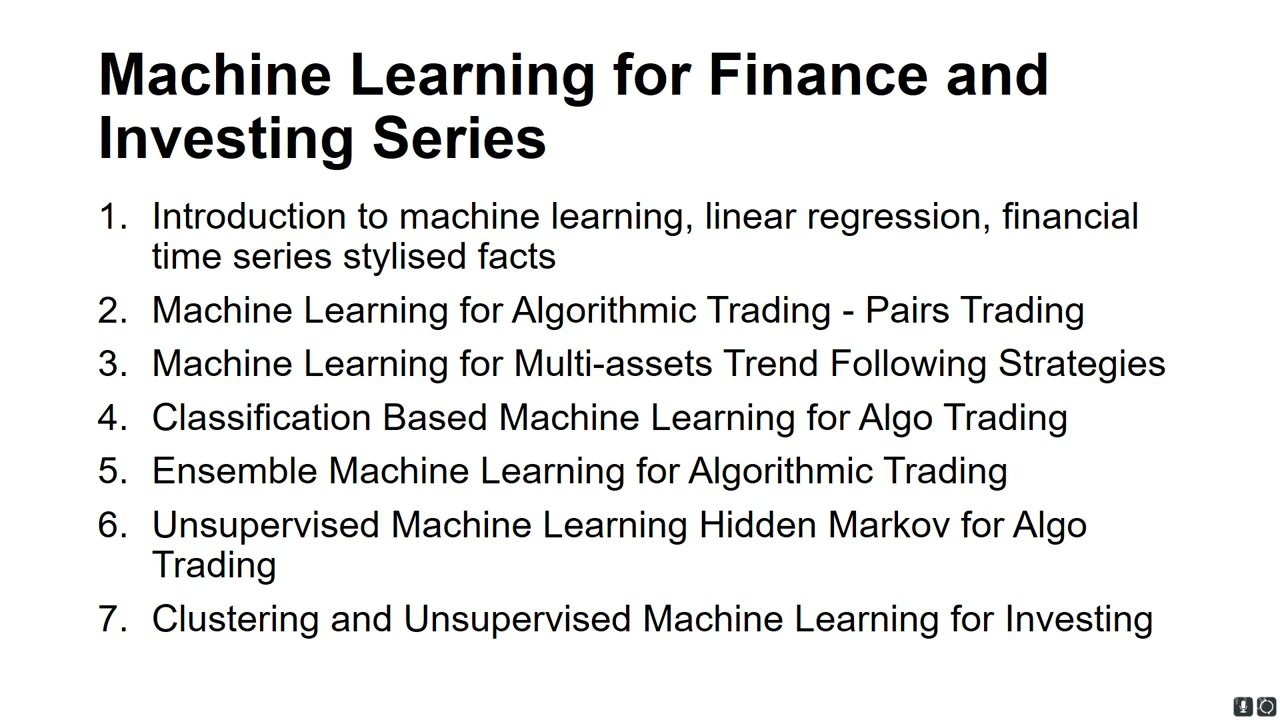 Machine Learning for Finance and
Investing Series
1. Introduction to machine learning, linear regression, financial
time series stylised facts
2. Machine Learning for Algorithmic Trading - Pairs Trading
3. Machine Learning for Multi-assets Trend Following Strategies
4. Classification Based Machine Learning for Algo Trading
5. Ensemble Machine Learning for Algorithmic Trading
6. Unsupervised Machine Learning Hidden Markov for Algo
Trading
7. Clustering and Unsupervised Machine Learning for Investing